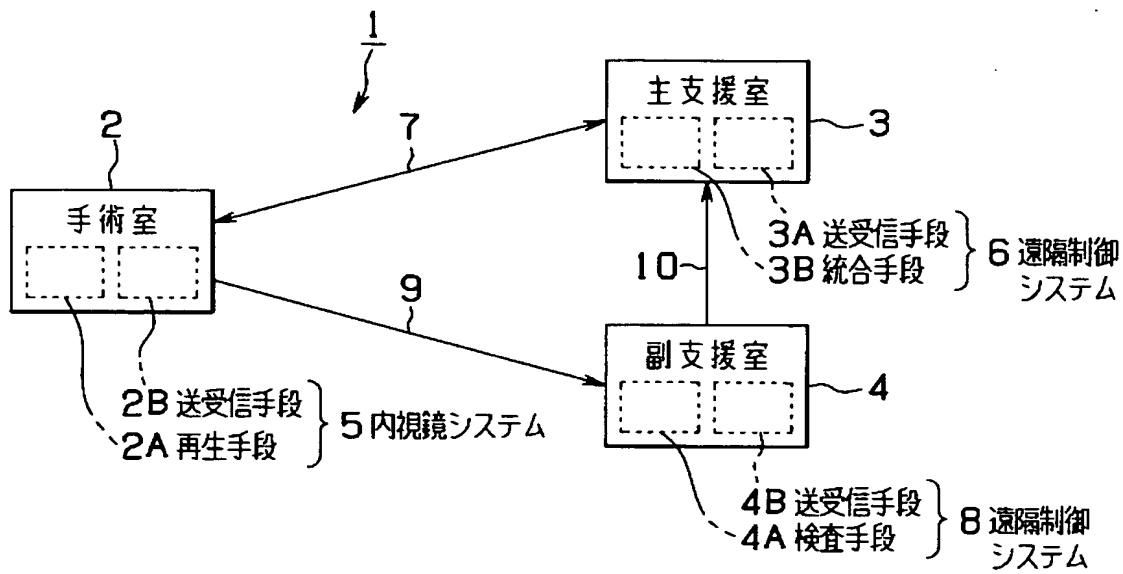 1
主支援室
3
2
7
手術室
3A 送受信手段
3B 統合手段
6 遠隔制御
システム
10
9
副支援室
4
2B 送受信手段
2A 再生手段
5 内視鏡システム
4B 送受信手段
4A 検査手段
8 遠隔制御
システム